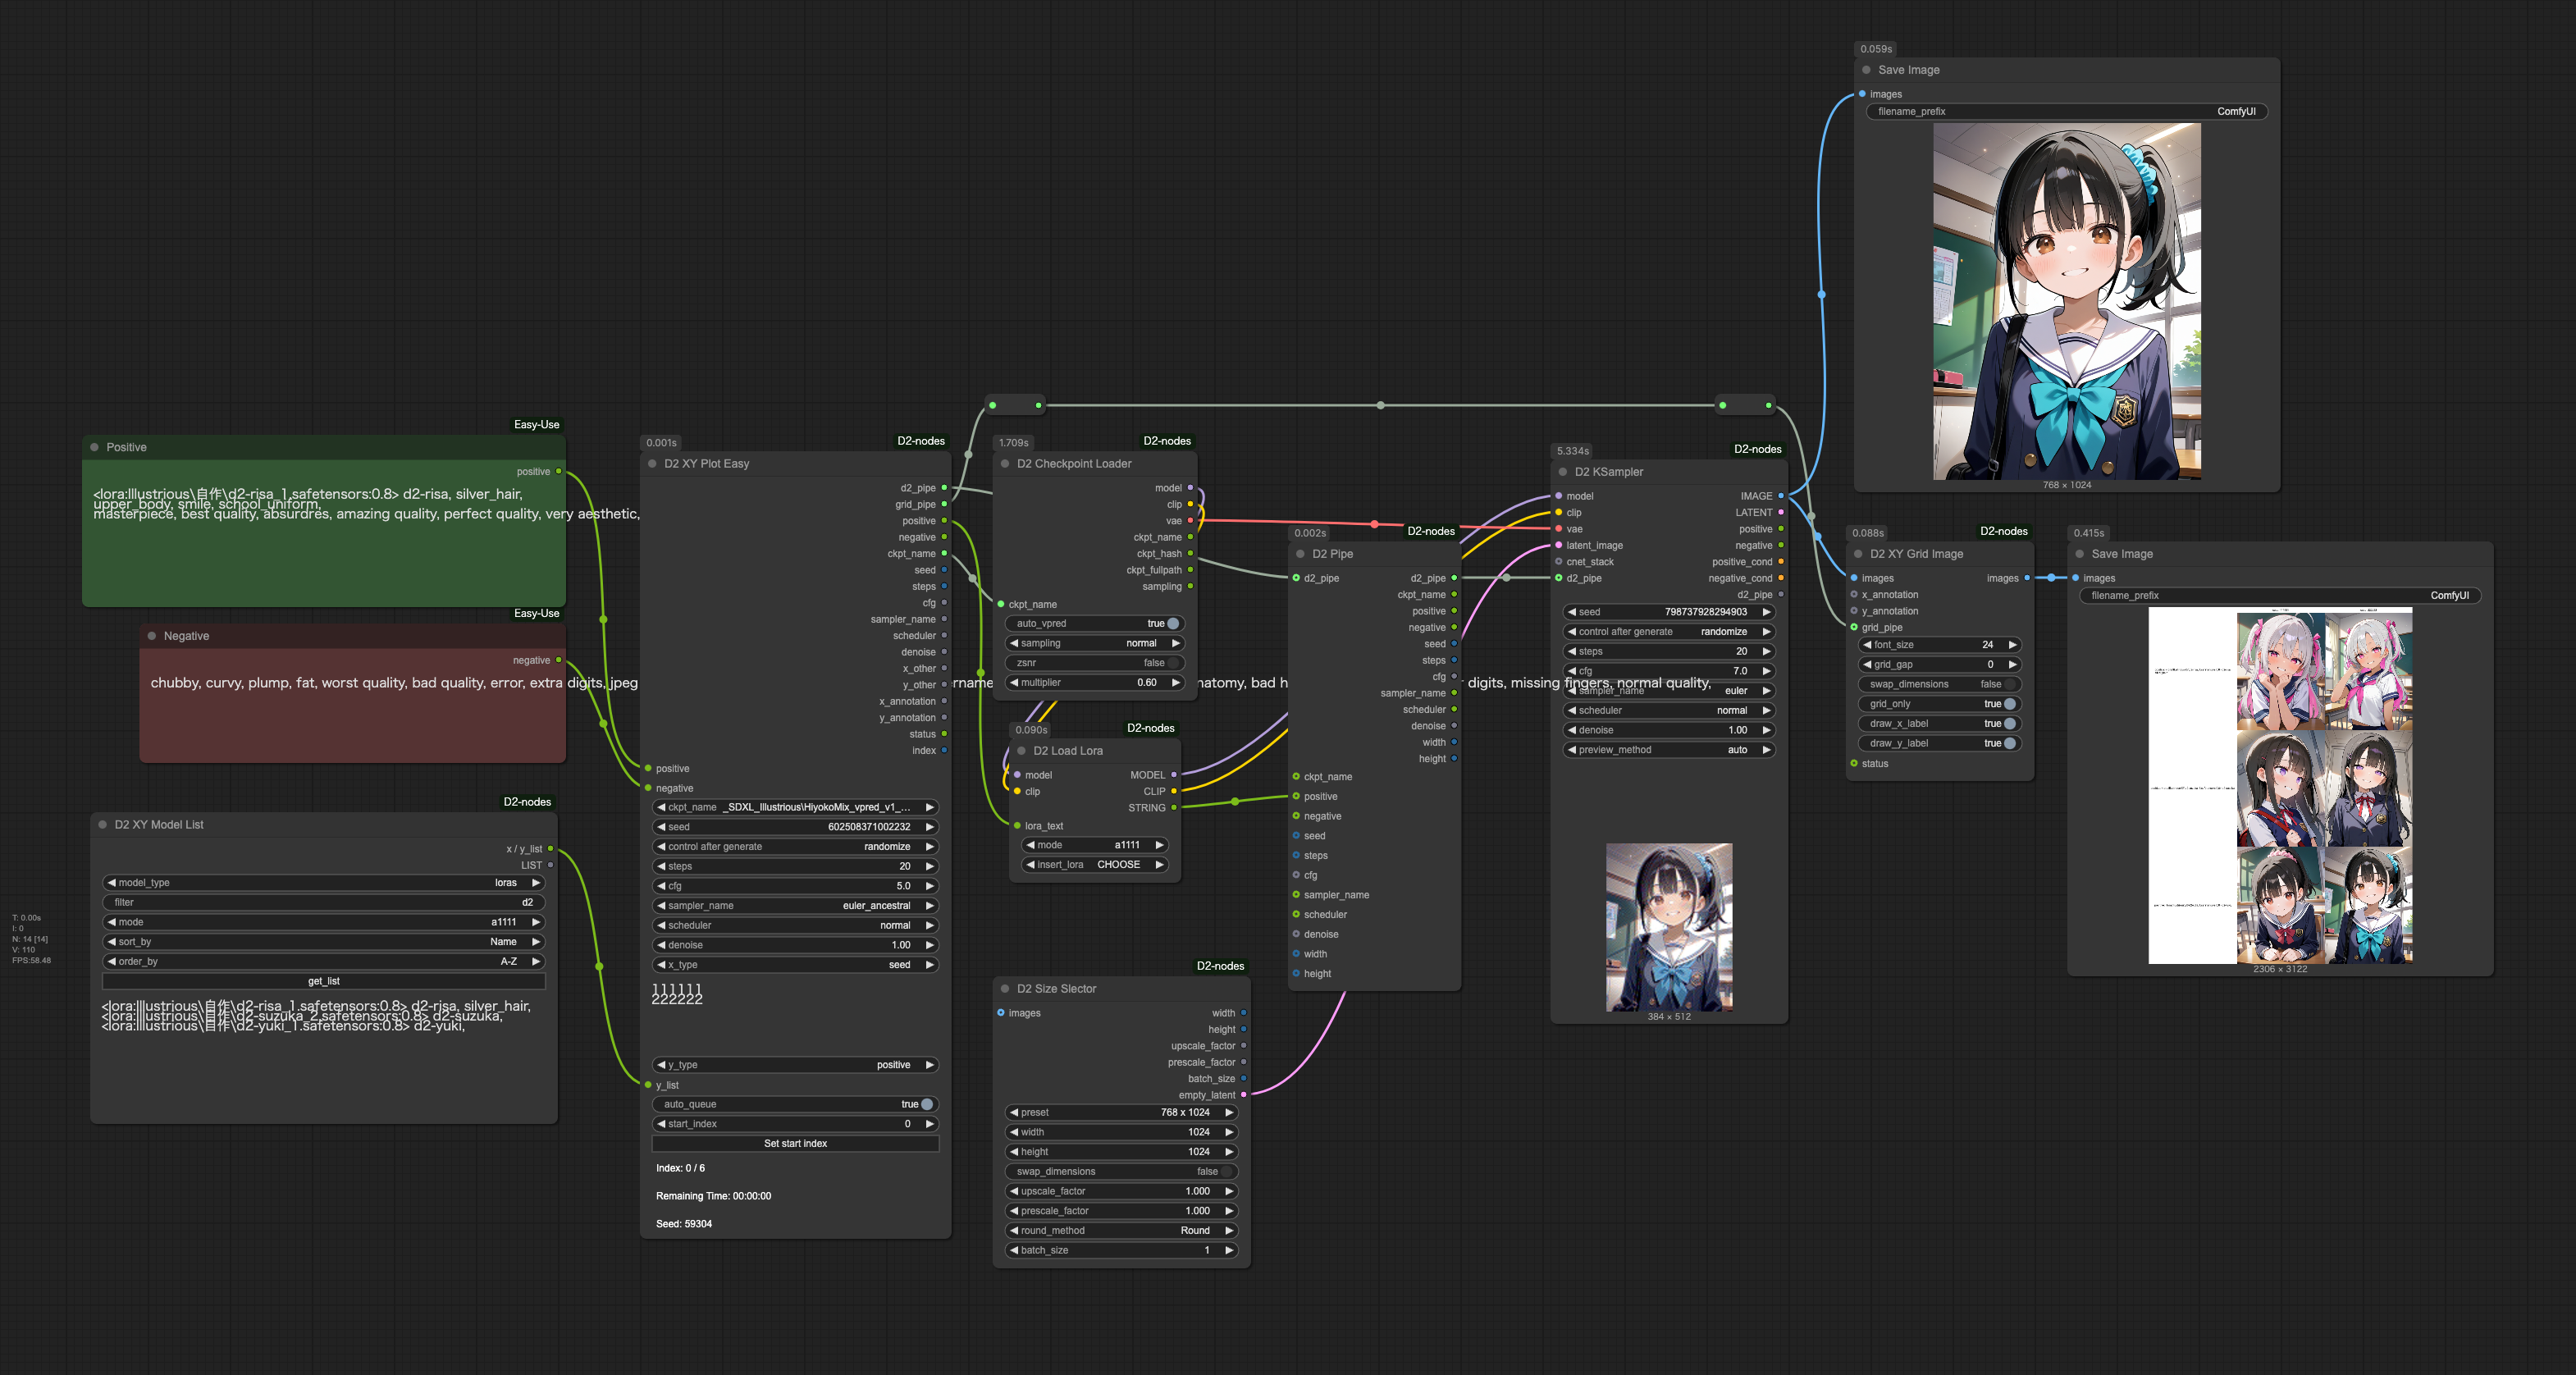 0.059s
Save Image
images
filename_prefix ComfyUI
768 × 1024
Easy-Use
Positive
positive
<lora:Illustrious\自作\d2-risa_1.safetensors:0.8> d2-risa, silver_hair,
upper_body, smile, school_uniform,
masterpiece, best quality, absurdres, amazing quality, perfect quality, very aesthetic,
Easy-Use
Negative
negative
chubby, curvy, plump, fat, worst quality, bad quality, error, extra digits, jpeg
rname
natomy, bad h
digits, missing fingers, normal quality,
D2-nodes
D2 XY Model List
x / y_list
LIST
model_type loras
filter d2
mode a1111
sort_by Name
order_by A-Z
get_list
<lora:Illustrious\自作\d2-risa_1.safetensors:0.8> d2-risa, silver_hair,
<lora:Illustrious\自作\d2-suzuka_2.safetensors:0.8> d2-suzuka,
<lora:Illustrious\自作\d2-yuki_1.safetensors:0.8> d2-yuki,
T: 0.00s
I: 0
N: 14 [14]
V: 110
FPS:58.48
0.001s
D2-nodes
D2 XY Plot Easy
d2_pipe
grid_pipe
positive
negative
ckpt_name
seed
steps
cfg
sampler_name
scheduler
denoise
x_other
y_other
x_annotation
y_annotation
status
index
positive
negative
ckpt_name _SDXL_Illustrious\HiyokoMix_vpred_v1_...
seed 602508371002232
control after generate randomize
steps 20
cfg 5.0
sampler_name euler_ancestral
scheduler normal
denoise 1.00
x_type seed
111111
222222
y_type positive
y_list
auto_queue true
start_index 0
Set start index
Index: 0 / 6
Remaining Time: 00:00:00
Seed: 59304
1.709s
D2-nodes
D2 Checkpoint Loader
model
clip
vae
ckpt_name
ckpt_hash
ckpt_fullpath
sampling
ckpt_name
auto_vpred true
sampling normal
zsnr false
multiplier 0.60
0.090s
D2-nodes
D2 Load Lora
model MODEL
clip CLIP
STRING
lora_text
mode a1111
insert_lora CHOOSE
D2-nodes
D2 Size Slector
images width
height
upscale_factor
prescale_factor
batch_size
empty_latent
preset 768 x 1024
width 1024
height 1024
swap_dimensions false
upscale_factor 1.000
prescale_factor 1.000
round_method Round
batch_size 1
0.002s
D2-nodes
D2 Pipe
d2_pipe d2_pipe
ckpt_name
positive
negative
seed
steps
cfg
sampler_name
scheduler
denoise
width
height
ckpt_name
positive
negative
seed
steps
cfg
sampler_name
scheduler
denoise
width
height
5.334s
D2-nodes
D2 KSampler
model IMAGE
clip LATENT
vae positive
latent_image negative
cnet_stack positive_cond
d2_pipe negative_cond
d2_pipe
seed 798737928294903
control after generate randomize
steps 20
cfg 7.0
sampler_name euler
scheduler normal
denoise 1.00
preview_method auto
384 × 512
0.088s
D2-nodes
D2 XY Grid Image
images images
x_annotation
y_annotation
grid_pipe
font_size 24
grid_gap 0
swap_dimensions false
grid_only true
draw_x_label true
draw_y_label true
status
0.415s
Save Image
images
filename_prefix ComfyUI
2306 × 3122